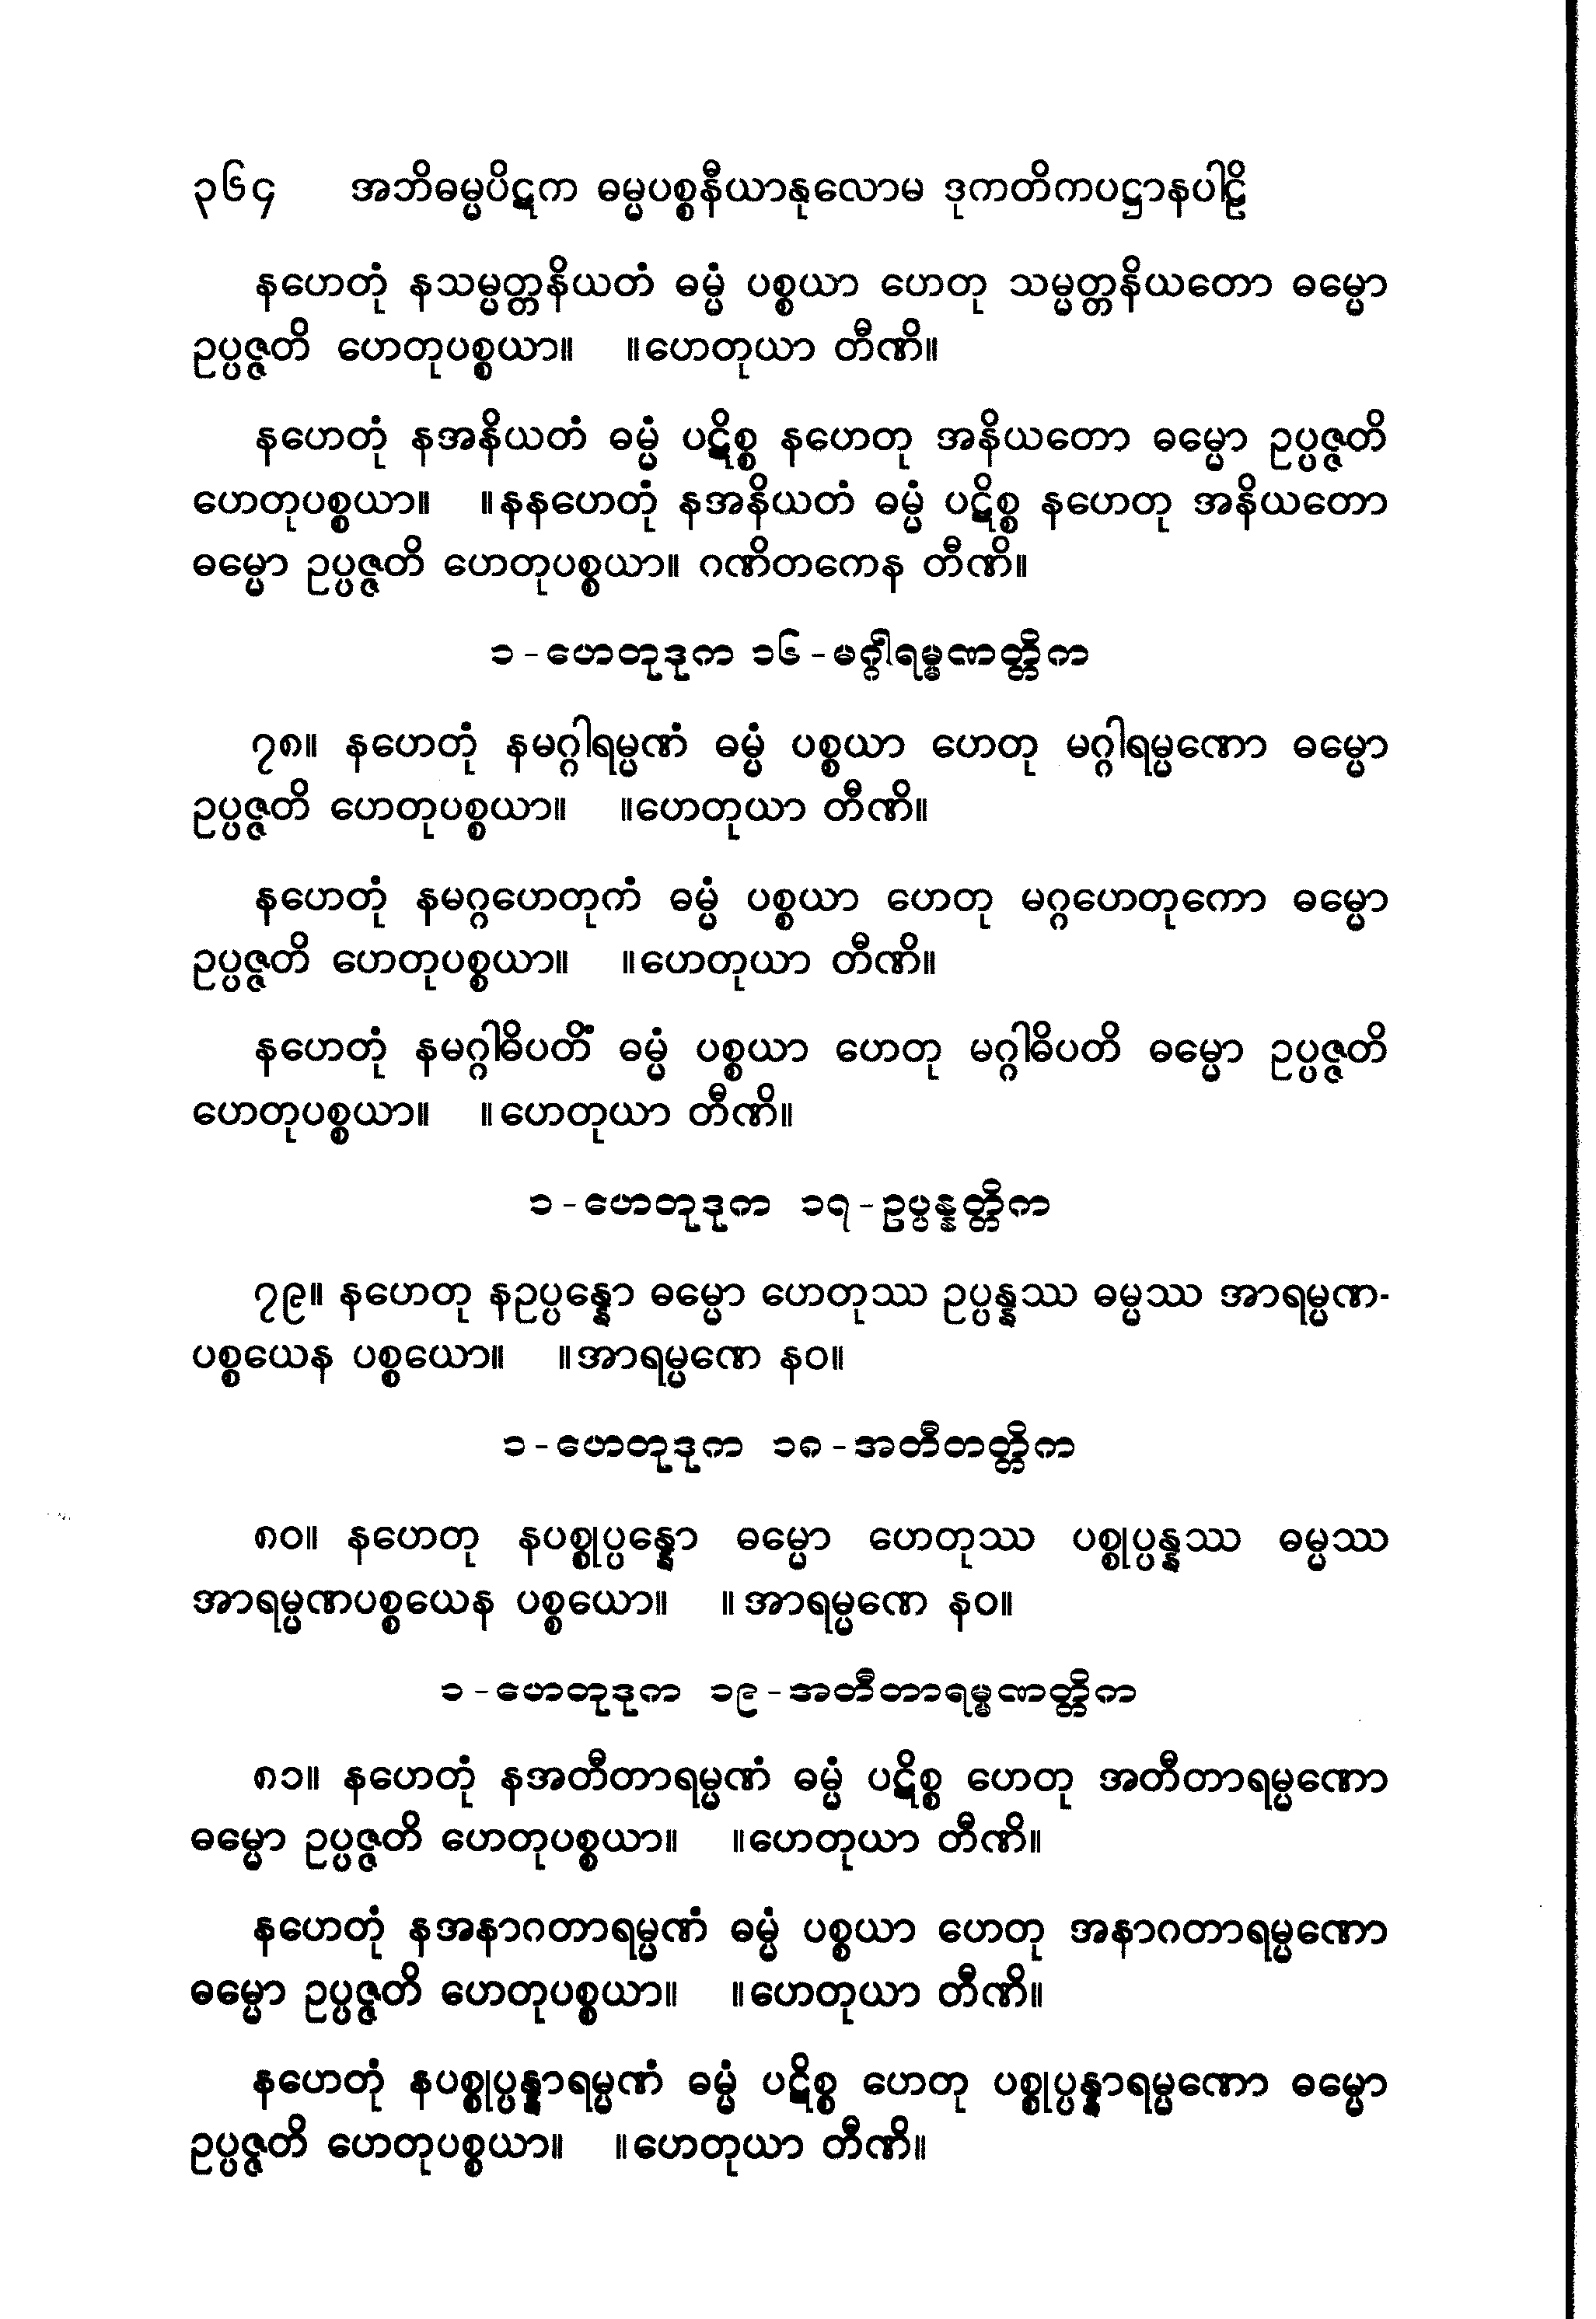 ၃၆၄ အဘိဓမ္မပိဋက ဓမ္မပစ္စနီယာနုလောမ ဒုကတိကပဋ္ဌာနပါဠိ
နဟေတုံ နသမ္မတ္တနိယတံ ဓမ္မံ ပစ္စယာ ဟေတု သမ္မတ္တနိယတော ဓမ္မော
ဥပ္ပဇ္ဇတိ ဟေတုပစ္စယာ။ ။ဟေတုယာ တီဏိ။
နဟေတုံ နအနိယတံ ဓမ္မံ ပဋိစ္စ နဟေတု အနိယတော ဓမ္မော ဥပ္ပဇ္ဇတိ
ဟေတုပစ္စယာ။ ။နနဟေတုံ နအနိယတံ ဓမ္မံ ပဋိစ္စ နဟေတု အနိယတော
ဓမ္မော ဥပ္ပဇ္ဇတိ ဟေတုပစ္စယာ။ ဂဏိတကေန တီဏိ။
၁-ဟေတုဒုက ၁၆-မဂ္ဂါရမ္မဏတ္တိက
၇၈။ နဟေတုံ နမဂ္ဂါရမ္မဏံ ဓမ္မံ ပစ္စယာ ဟေတု မဂ္ဂါရမ္မဏော ဓမ္မော
ဥပ္ပဇ္ဇတိ ဟေတုပစ္စယာ။ ။ဟေတုယာ တီဏိ။
နဟေတုံ နမဂ္ဂဟေတုကံ ဓမ္မံ ပစ္စယာ ဟေတု မဂ္ဂဟေတုကော ဓမ္မော
ဥပ္ပဇ္ဇတိ ဟေတုပစ္စယာ။ ။ဟေတုယာ တီဏိ။
နဟေတုံ နမဂ္ဂါဓိပတိံ ဓမ္မံ ပစ္စယာ ဟေတု မဂ္ဂါဓိပတိ ဓမ္မော ဥပ္ပဇ္ဇတိ
ဟေတုပစ္စယာ။ ။ဟေတုယာ တီဏိ။
၁-ဟေတုဒုက ၁၇-ဥပ္ပန္နတ္တိက
၇၉။ နဟေတု နဥပ္ပန္နော ဓမ္မော ဟေတုဿ ဥပ္ပန္နဿ ဓမ္မဿ အာရမ္မဏ-
ပစ္စယေန ပစ္စယော။ ။အာရမ္မဏေ နဝ။
၁-ဟေတုဒုက ၁၈-အတီတတ္တိက
၈၀။ နဟေတု နပစ္စုပ္ပန္နော ဓမ္မော ဟေတုဿ ပစ္စုပ္ပန္နဿ ဓမ္မဿ
အာရမ္မဏပစ္စယေန ပစ္စယော။ ။အာရမ္မဏေ နဝ။
၁-ဟေတုဒုက ၁၉-အတီတာရမ္မဏတ္တိက
၈၁။ နဟေတုံ နအတီတာရမ္မဏံ ဓမ္မံ ပဋိစ္စ ဟေတု အတီတာရမ္မဏော
ဓမ္မော ဥပ္ပဇ္ဇတိ ဟေတုပစ္စယာ။ ။ဟေတုယာ တီဏိ။
နဟေတုံ နအနာဂတာရမ္မဏံ ဓမ္မံ ပစ္စယာ ဟေတု အနာဂတာရမ္မဏော
ဓမ္မော ဥပ္ပဇ္ဇတိ ဟေတုပစ္စယာ။ ။ဟေတုယာ တီဏိ။
နဟေတုံ နပစ္စုပ္ပန္နာရမ္မဏံ ဓမ္မံ ပဋိစ္စ ဟေတု ပစ္စုပ္ပန္နာရမ္မဏော ဓမ္မော
ဥပ္ပဇ္ဇတိ ဟေတုပစ္စယာ။ ။ဟေတုယာ တီဏိ။